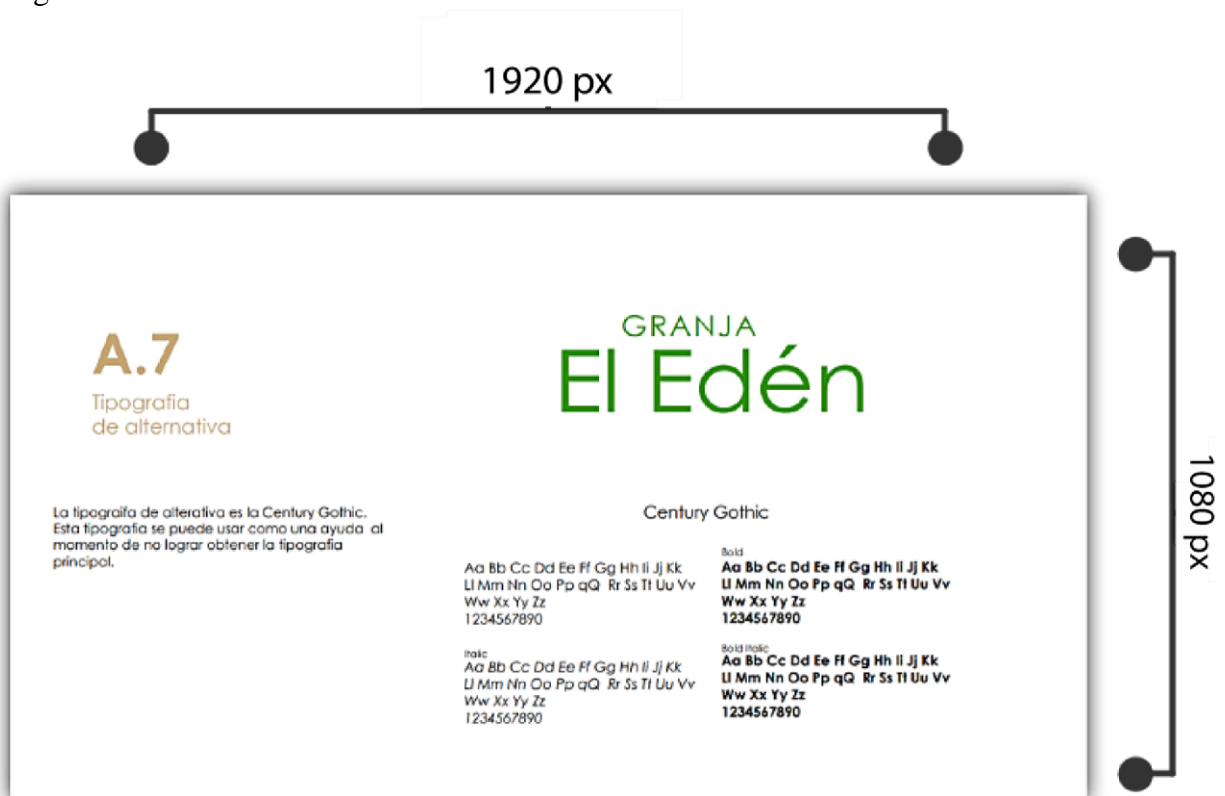 1920 px
1080 px
A.7
Tipografia
de alternativa
GRANJA
El Edén
La tipograifa de alterativa es la Century Gothic.
Esta tipografia se puede usar como una ayuda al
momento de no lograr obtener la tipografia
principal.
Century Gothic
Aa Bb Cc Dd Ee Ff Gg Hh Ii Jj Kk
Ll Mm Nn Oo Pp qQ Rr Ss Tt Uu Vv
Ww Xx Yy Zz
1234567890
Bold
Aa Bb Cc Dd Ee Ff Gg Hh Ii Jj Kk
Ll Mm Nn Oo Pp qQ Rr Ss Tt Uu Vv
Ww Xx Yy Zz
1234567890
Italic
Aa Bb Cc Dd Ee Ff Gg Hh Ii Jj Kk
Ll Mm Nn Oo Pp qQ Rr Ss Tt Uu Vv
Ww Xx Yy Zz
1234567890
Bold Italic
Aa Bb Cc Dd Ee Ff Gg Hh Ii Jj Kk
Ll Mm Nn Oo Pp qQ Rr Ss Tt Uu Vv
Ww Xx Yy Zz
1234567890